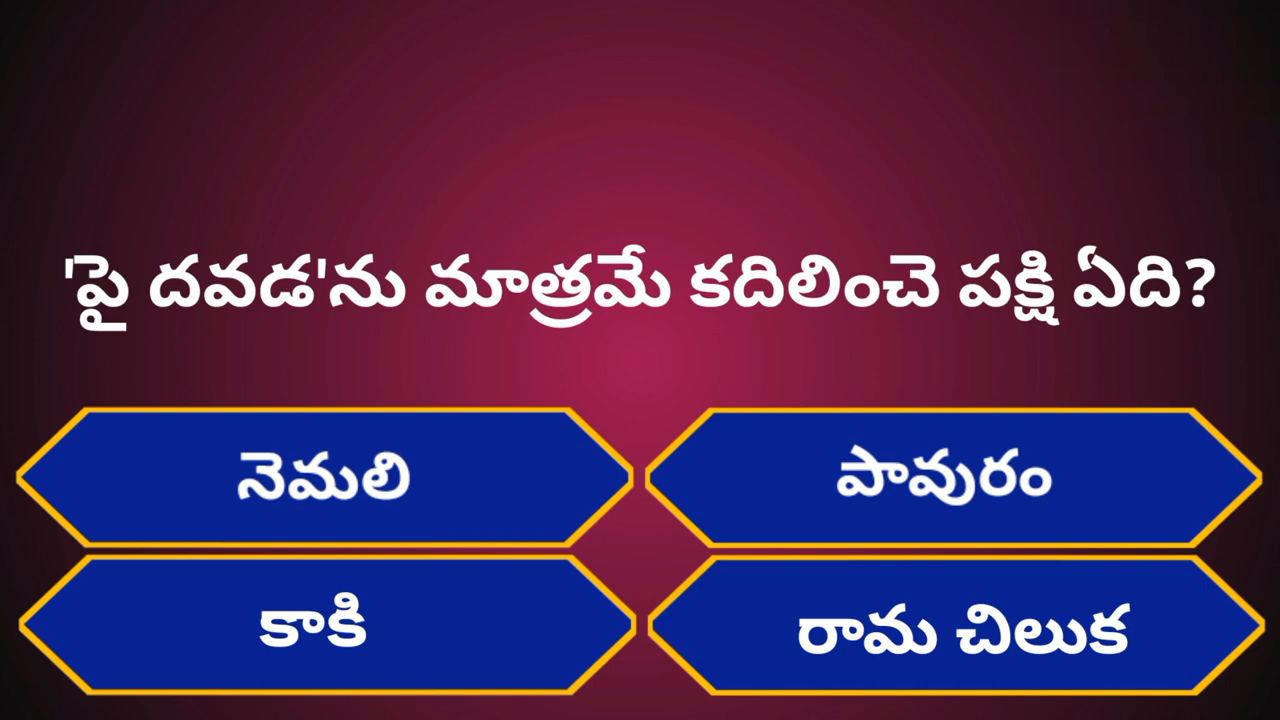 'పై దవడ'ను మాత్రమే కదిలించె పక్షి ఏది?
నెమలి
పావురం
కాకి
రామ చిలుక